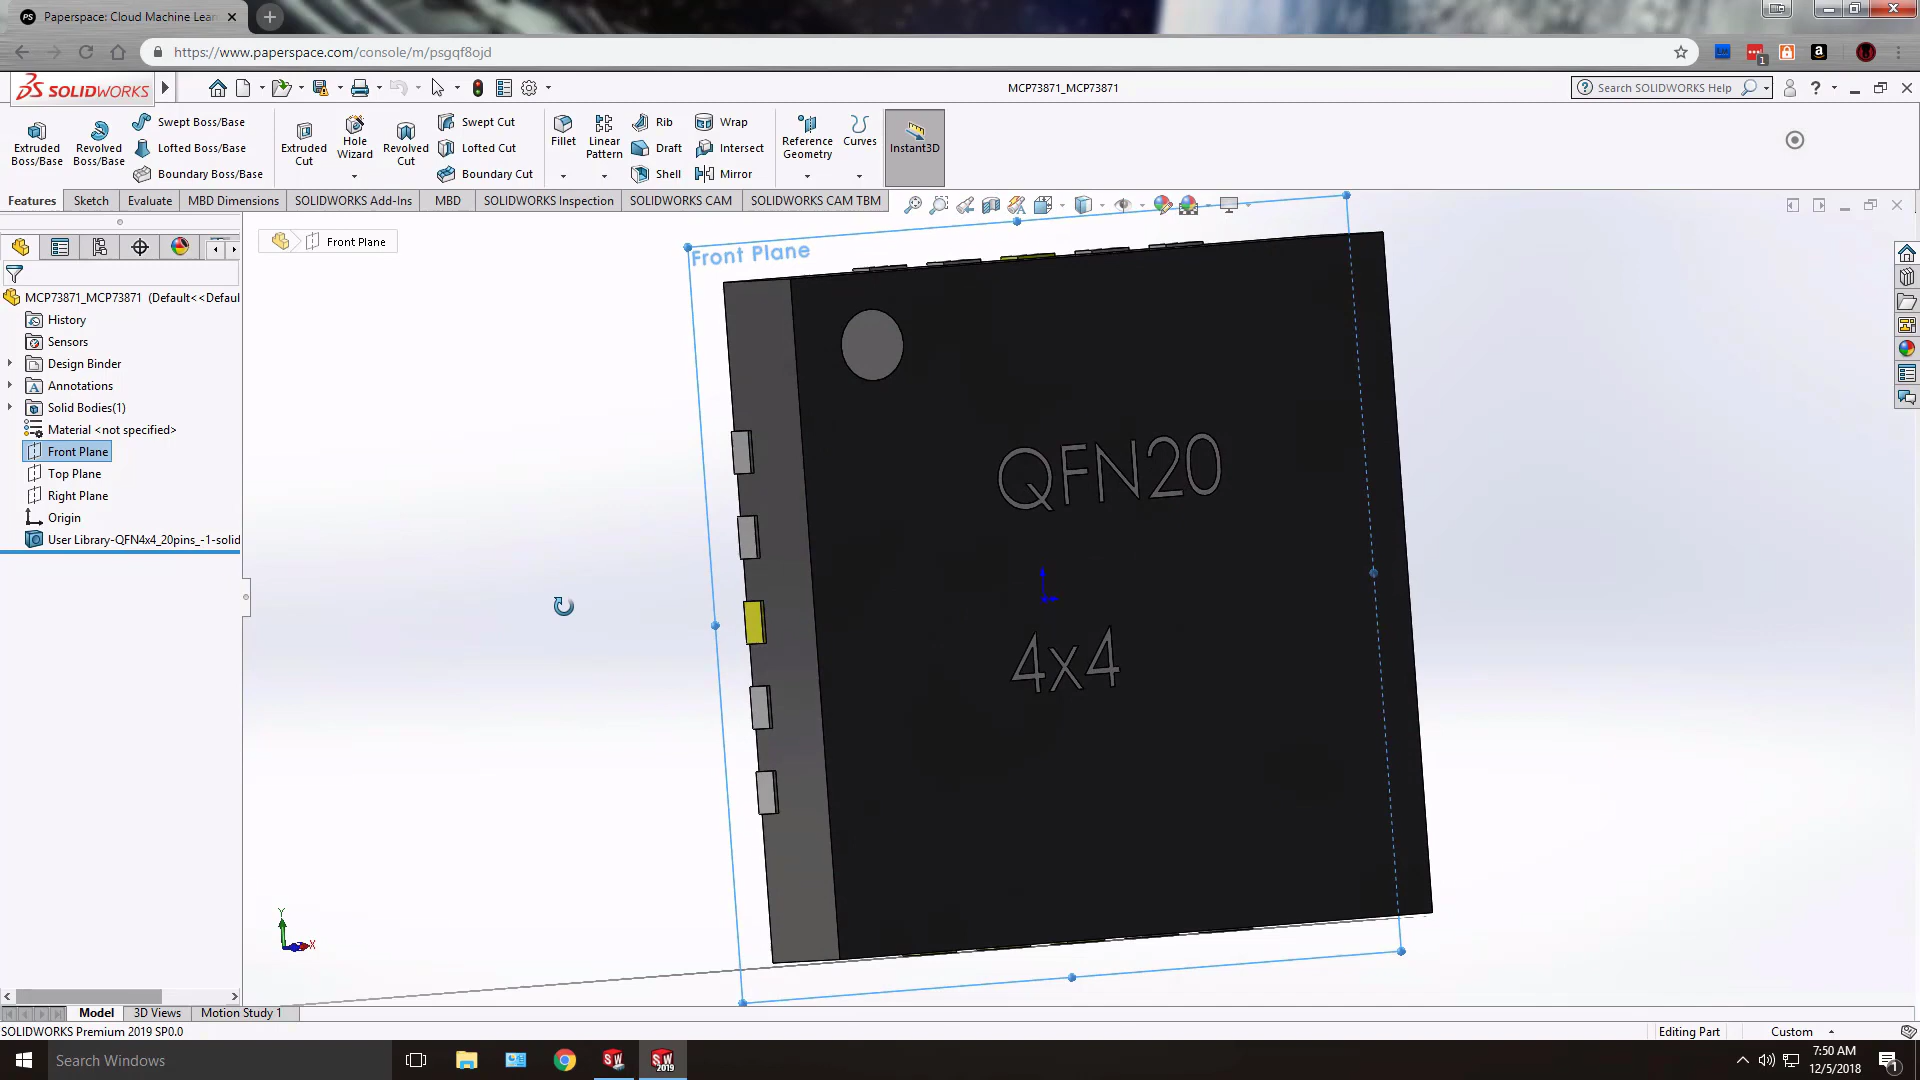 Paperspace: Cloud Machine Lear
https://www.paperspace.com/console/m/psgqf8ojd
1
SOLIDWORKS
MCP73871_MCP73871
Search SOLIDWORKS Help
Extruded Boss/Base
Revolved Boss/Base
Swept Boss/Base
Lofted Boss/Base
Boundary Boss/Base
Extruded Cut
Hole Wizard
Revolved Cut
Swept Cut
Lofted Cut
Boundary Cut
Fillet
Linear Pattern
Rib
Draft
Shell
Wrap
Intersect
Mirror
Reference Geometry
Curves
Instant3D
Features
Sketch
Evaluate
MBD Dimensions
SOLIDWORKS Add-Ins
MBD
SOLIDWORKS Inspection
SOLIDWORKS CAM
SOLIDWORKS CAM TBM
Front Plane
Front Plane
MCP73871_MCP73871 (Default<<Defaul
History
Sensors
Design Binder
Annotations
Solid Bodies(1)
Material <not specified>
Front Plane
Top Plane
Right Plane
Origin
User Library-QFN4x4_20pins_-1-solid
QFN20
4x4
Y
X
Model
3D Views
Motion Study 1
SOLIDWORKS Premium 2019 SP0.0
Editing Part
Custom
Search Windows
SW
SW
2019
7:50 AM
12/5/2018
1